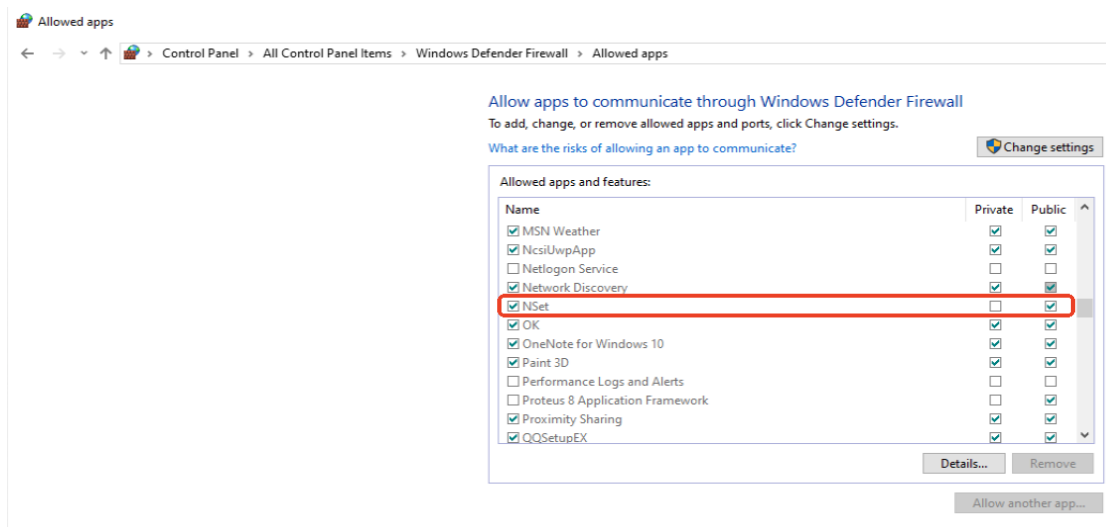 Allowed apps
Control Panel > All Control Panel Items > Windows Defender Firewall > Allowed apps
Allow apps to communicate through Windows Defender Firewall
To add, change, or remove allowed apps and ports, click Change settings.
What are the risks of allowing an app to communicate?
Change settings
Allowed apps and features:
Name Private Public
MSN Weather
NcsiUwpApp
Netlogon Service
Network Discovery
NSet
OK
OneNote for Windows 10
Paint 3D
Performance Logs and Alerts
Proteus 8 Application Framework
Proximity Sharing
QQSetupEX
Details... Remove
Allow another app...